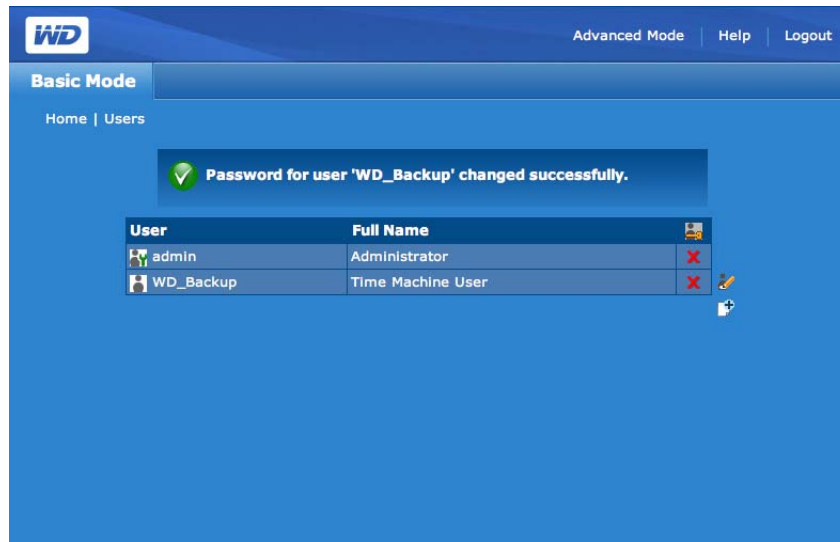 WD
Advanced Mode | Help | Logout
Basic Mode
Home | Users
Password for user 'WD_Backup' changed successfully.
User Full Name
admin Administrator
WD_Backup Time Machine User